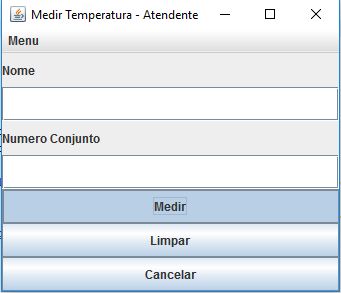 Medir Temperatura - Atendente
Menu
Nome
Numero Conjunto
Medir
Limpar
Cancelar